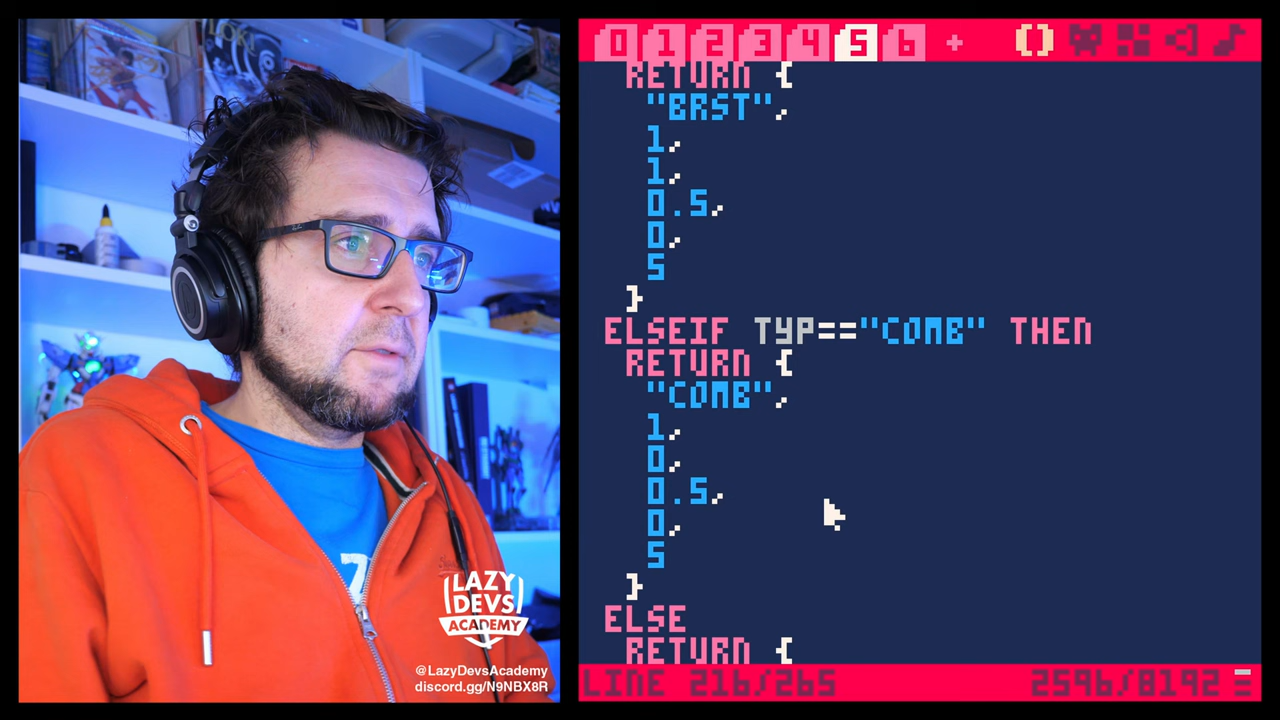 LOKI
LAZY
DEVS
ACADEMY
@LazyDevsAcademy
discord.gg/N9NBX8R
0 1 2 3 4 5 6 + ()
RETURN {
"BRST",
1,
1,
0.5,
0,
5
}
ELSEIF TYP=="COMB" THEN
RETURN {
"COMB",
1,
0,
0.5,
0,
5
}
ELSE
RETURN {
LINE 216/265 2596/8192